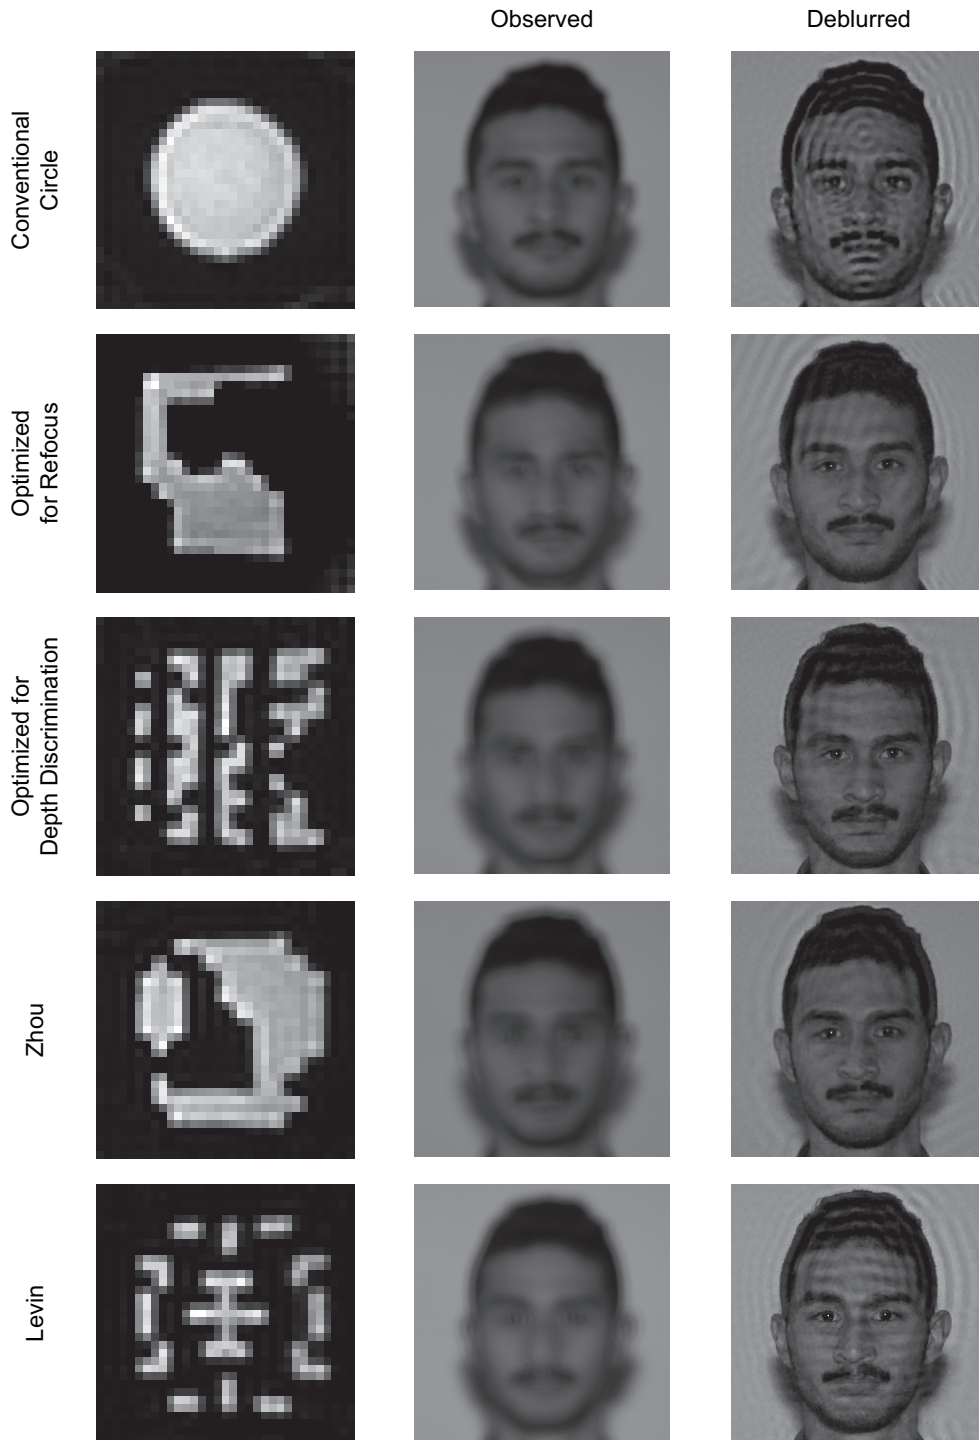 Observed
Deblurred
Conventional
Circle
Optimized
for Refocus
Optimized for
Depth Discrimination
Zhou
Levin